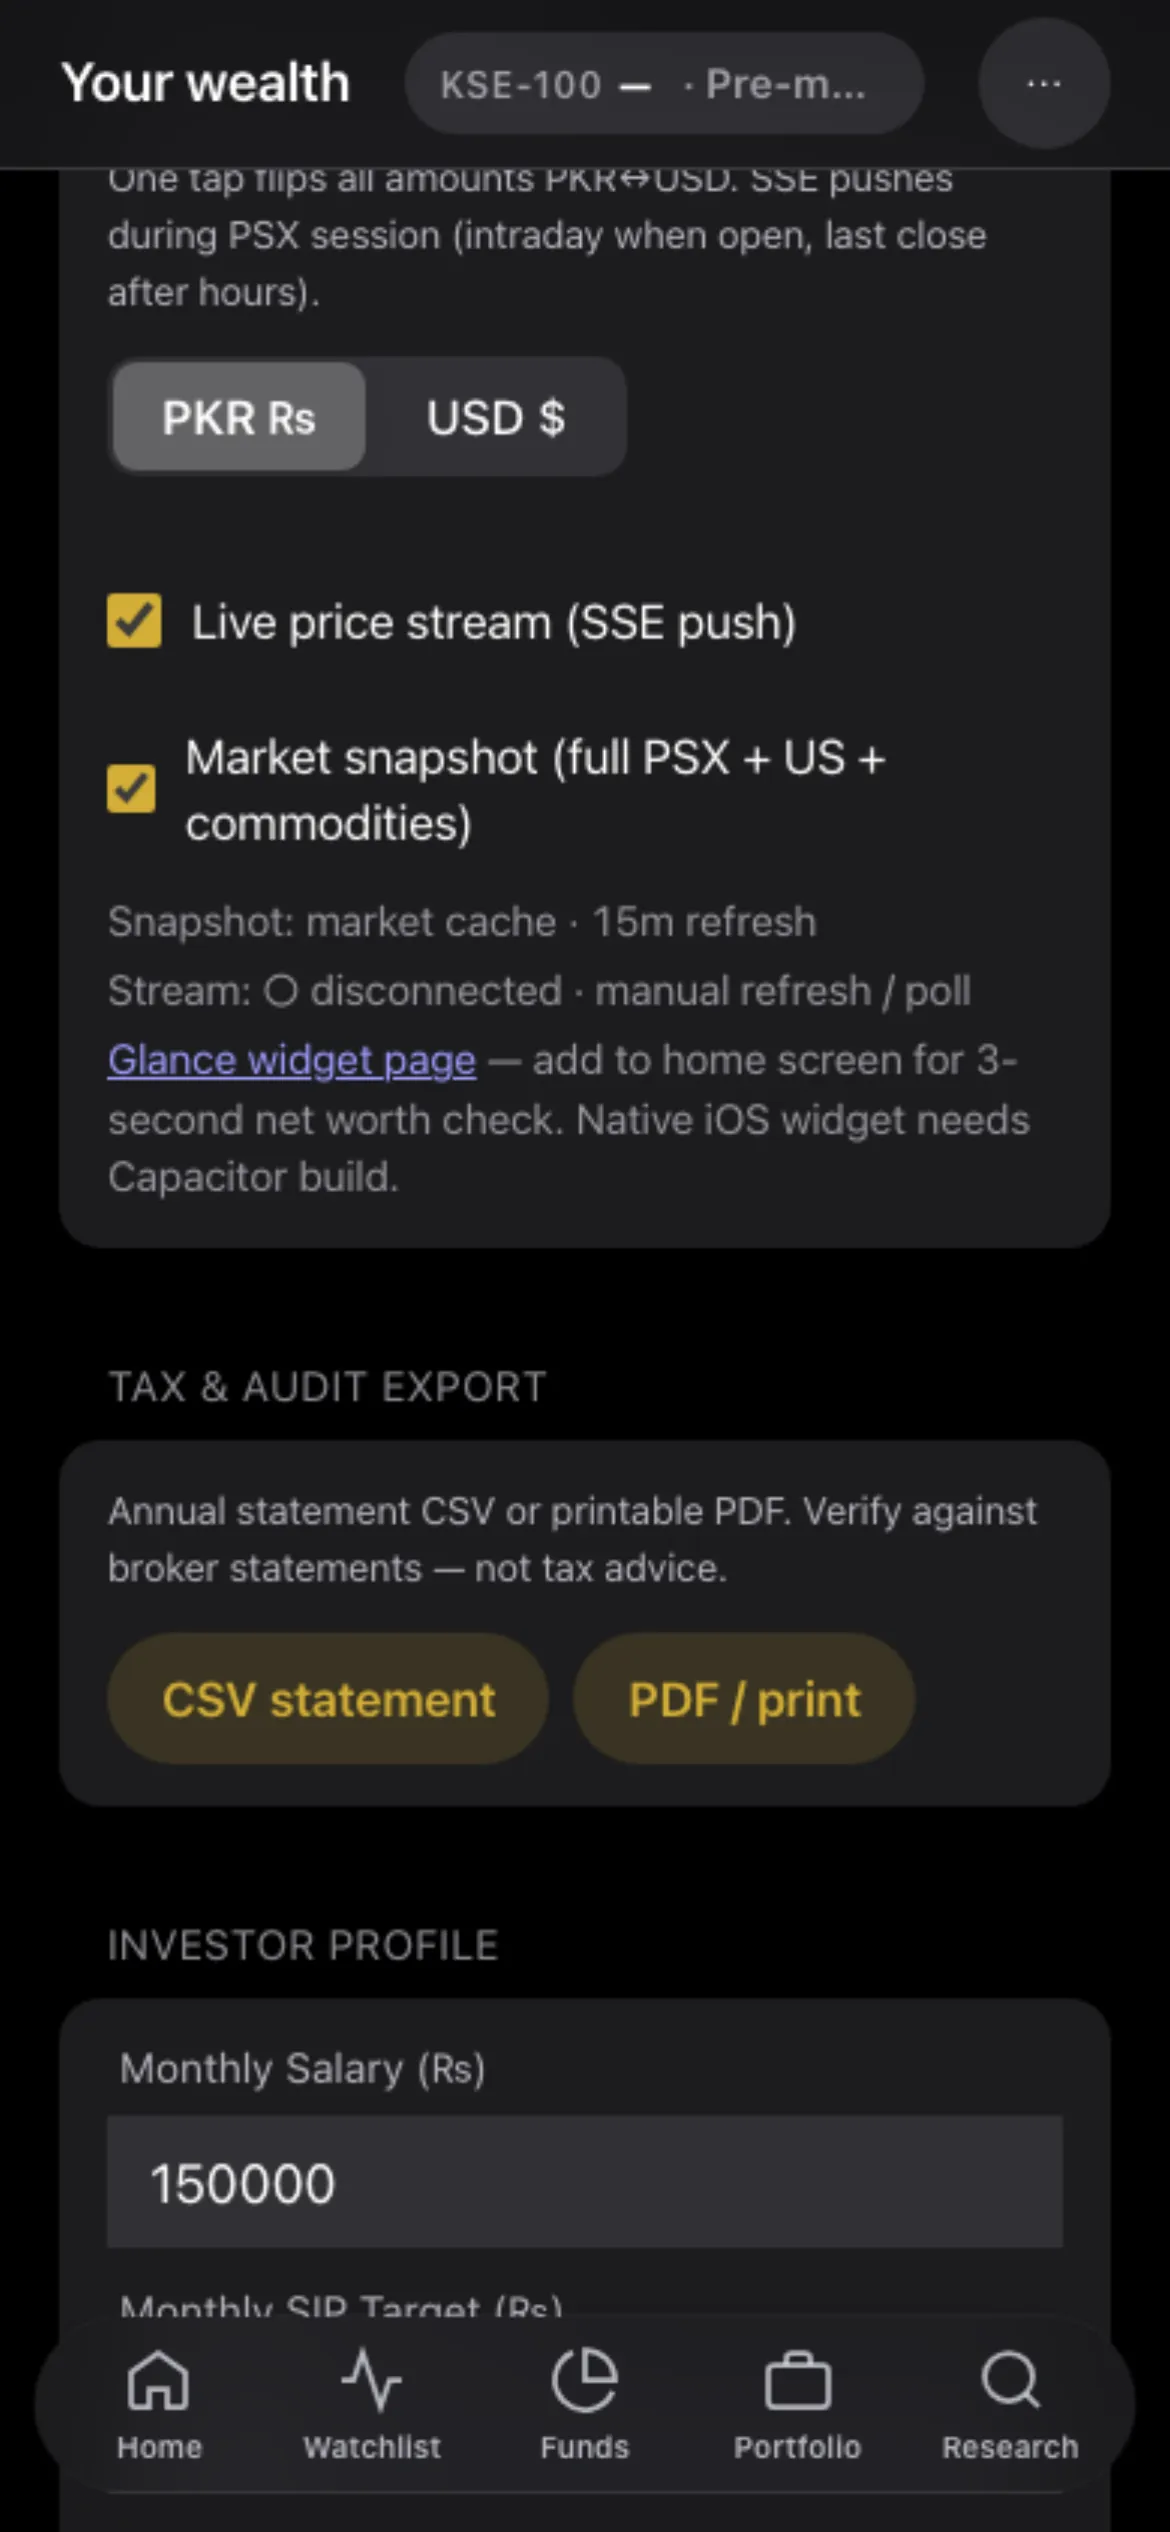 Your wealth
KSE-100 — · Pre-m...
...
One tap flips all amounts PKR↔USD. SSE pushes
during PSX session (intraday when open, last close
after hours).
PKR Rs
USD $
Live price stream (SSE push)
Market snapshot (full PSX + US +
commodities)
Snapshot: market cache · 15m refresh
Stream: ○ disconnected · manual refresh / poll
Glance widget page — add to home screen for 3-
second net worth check. Native iOS widget needs
Capacitor build.
TAX & AUDIT EXPORT
Annual statement CSV or printable PDF. Verify against
broker statements — not tax advice.
CSV statement
PDF / print
INVESTOR PROFILE
Monthly Salary (Rs)
150000
Monthly SIP Target (Rs)
Home
Watchlist
Funds
Portfolio
Research